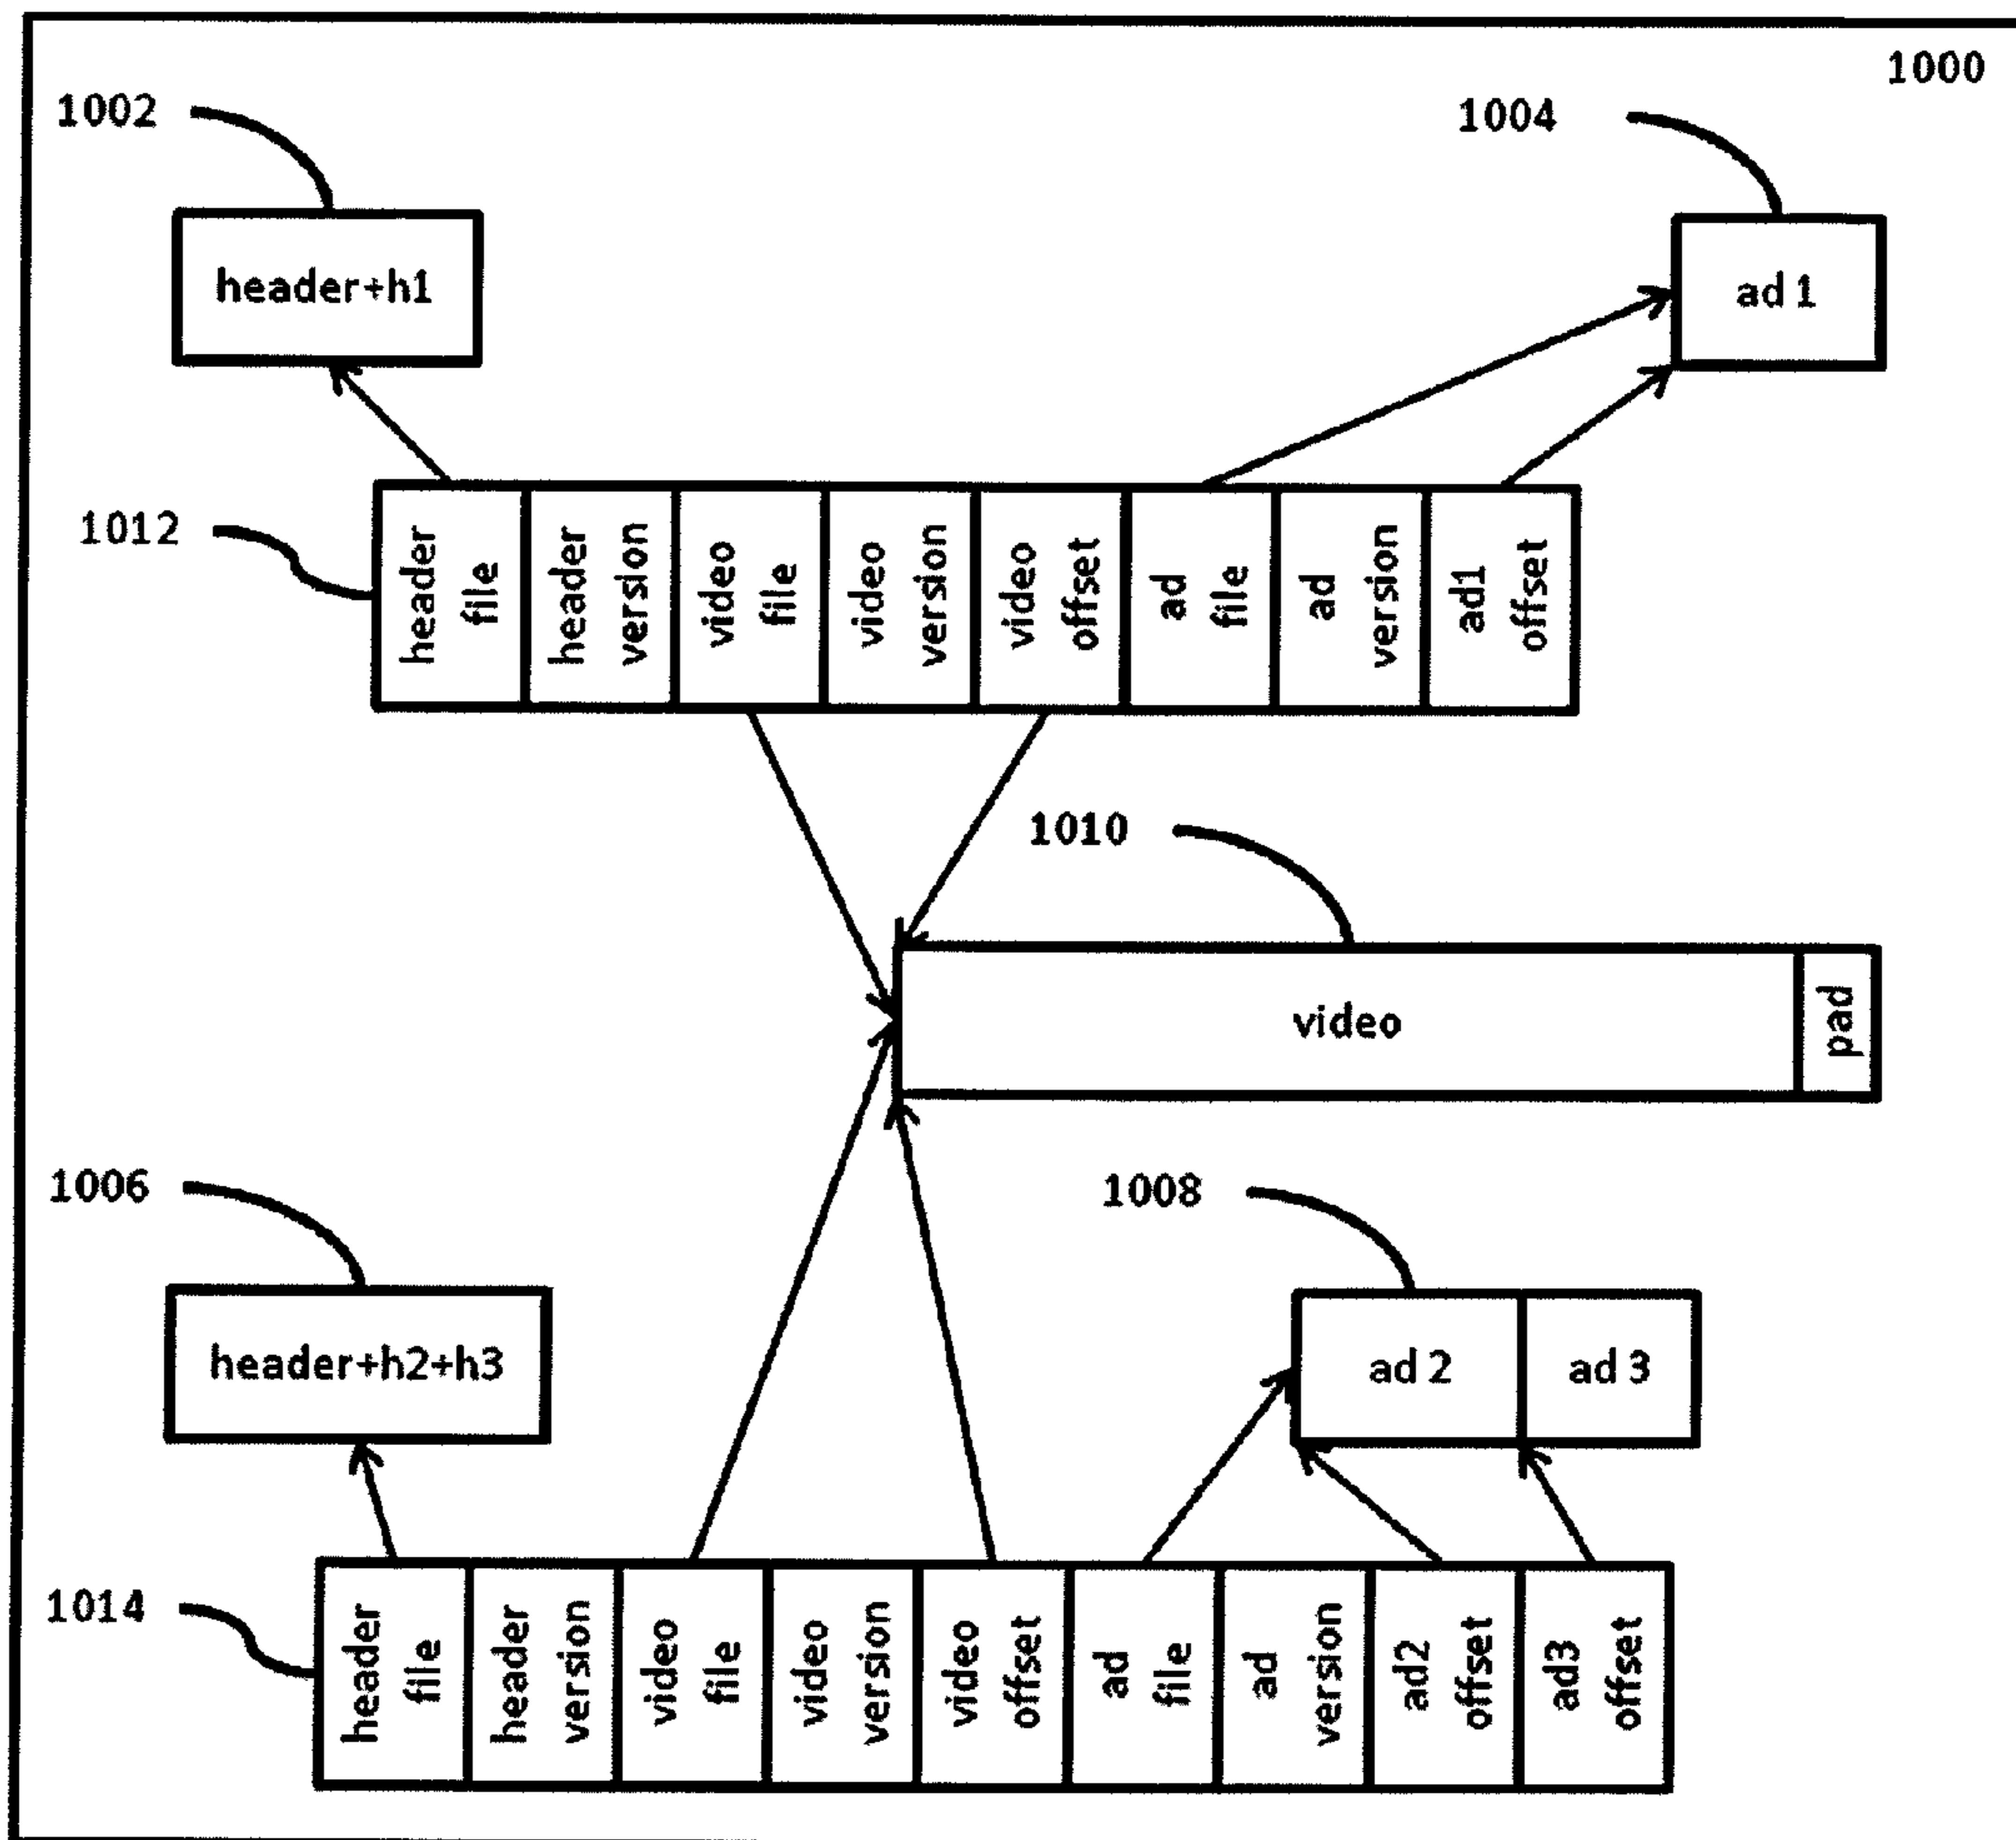 1000
1002
1004
header+h1
ad 1
1012
header
file
header
version
video
file
video
version
video
offset
ad
file
ad
version
ad1
offset
1010
video
pad
1006
1008
header+h2+h3
ad 2
ad 3
1014
header
file
header
version
video
file
video
version
video
offset
ad
file
ad
version
ad2
offset
ad3
offset